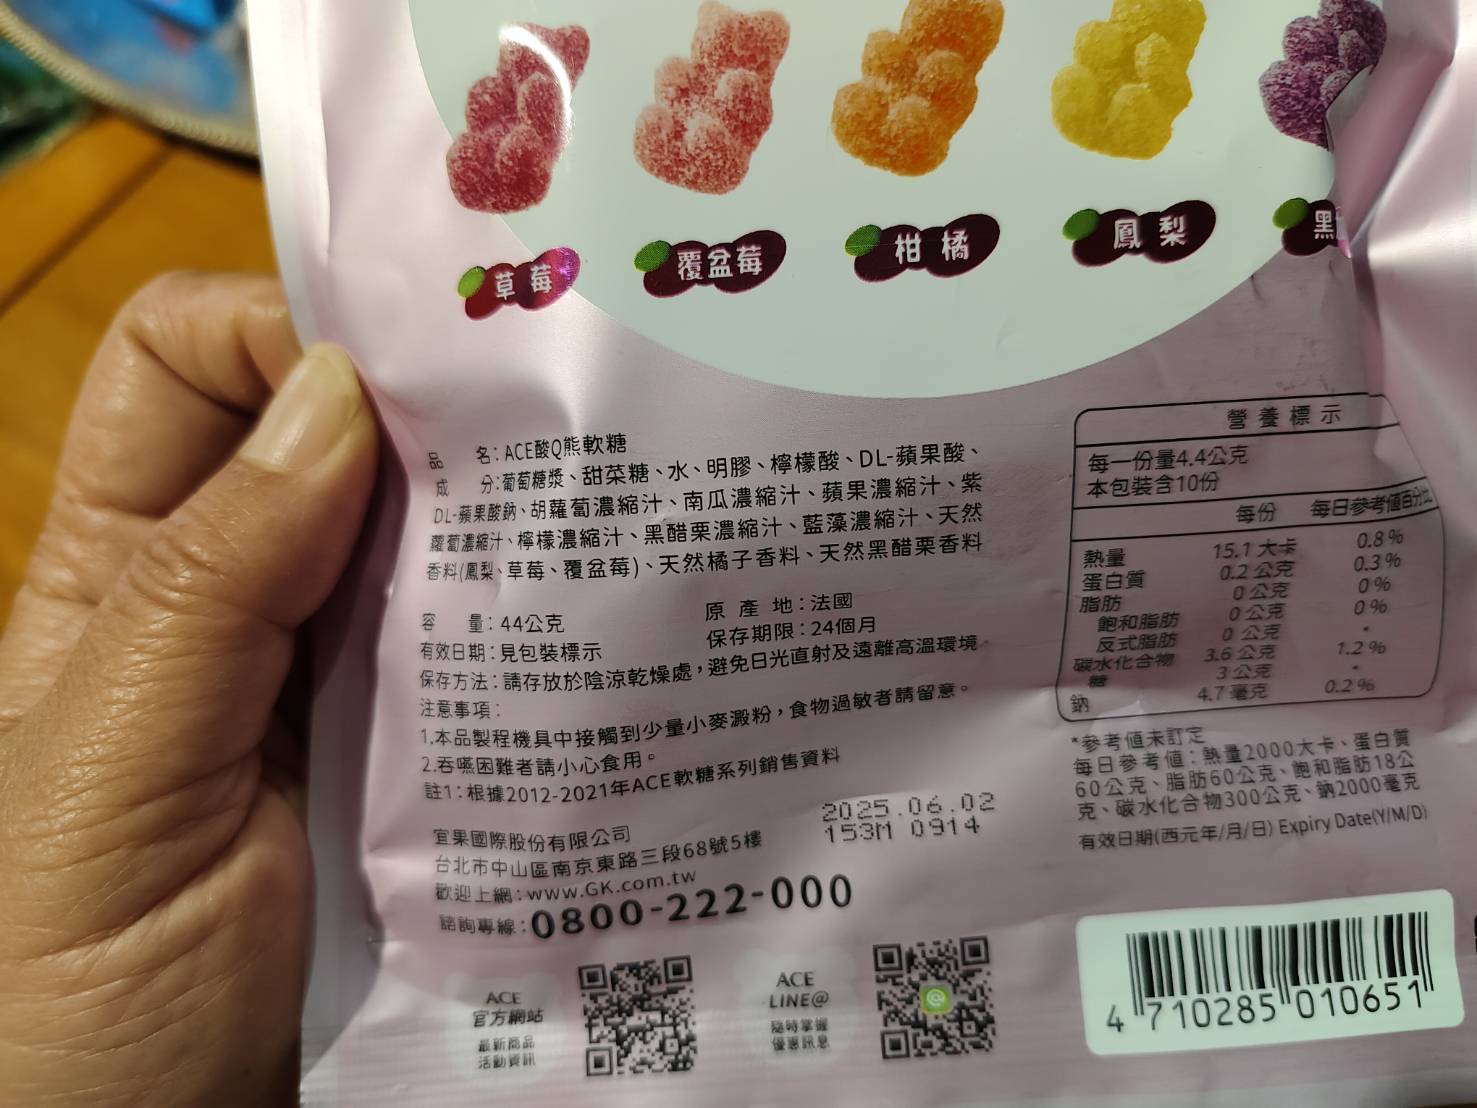 草莓
覆盆莓
柑橘
鳳梨
黑
品 名：ACE酸Q熊軟糖
成 分：葡萄糖漿、甜菜糖、水、明膠、檸檬酸、DL-蘋果酸、
DL-蘋果酸鈉、胡蘿蔔濃縮汁、南瓜濃縮汁、蘋果濃縮汁、紫
蘿蔔濃縮汁、檸檬濃縮汁、黑醋栗濃縮汁、藍藻濃縮汁、天然
香料(鳳梨、草莓、覆盆莓)、天然橘子香料、天然黑醋栗香料
容 量：44公克 原 產 地：法國
有效日期：見包裝標示 保存期限：24個月
保存方法：請存放於陰涼乾燥處，避免日光直射及遠離高溫環境。
注意事項：
1.本品製程機具中接觸到少量小麥澱粉，食物過敏者請留意。
2.吞嚥困難者請小心食用。
註1：根據2012-2021年ACE軟糖系列銷售資料
宜果國際股份有限公司
台北市中山區南京東路三段68號5樓
歡迎上網：www.GK.com.tw
諮詢專線：0800-222-000
2025.06.02
153M 0914
ACE
官方網站
最新商品
活動資訊
ACE
LINE@
隨時掌握
優惠訊息
營養標示
每一份量4.4公克
本包裝含10份
每份 每日參考值百分比
熱量 15.1 大卡 0.8%
蛋白質 0.2 公克 0.3%
脂肪 0 公克 0%
飽和脂肪 0 公克 0%
反式脂肪 0 公克 *
碳水化合物 3.6 公克 1.2%
糖 3 公克 *
鈉 4.7 毫克 0.2%
*參考值未訂定
每日參考值：熱量2000大卡、蛋白質
60公克、脂肪60公克、飽和脂肪18公
克、碳水化合物300公克、鈉2000毫克
有效日期(西元年/月/日) Expiry Date(Y/M/D)
4 710285 010651